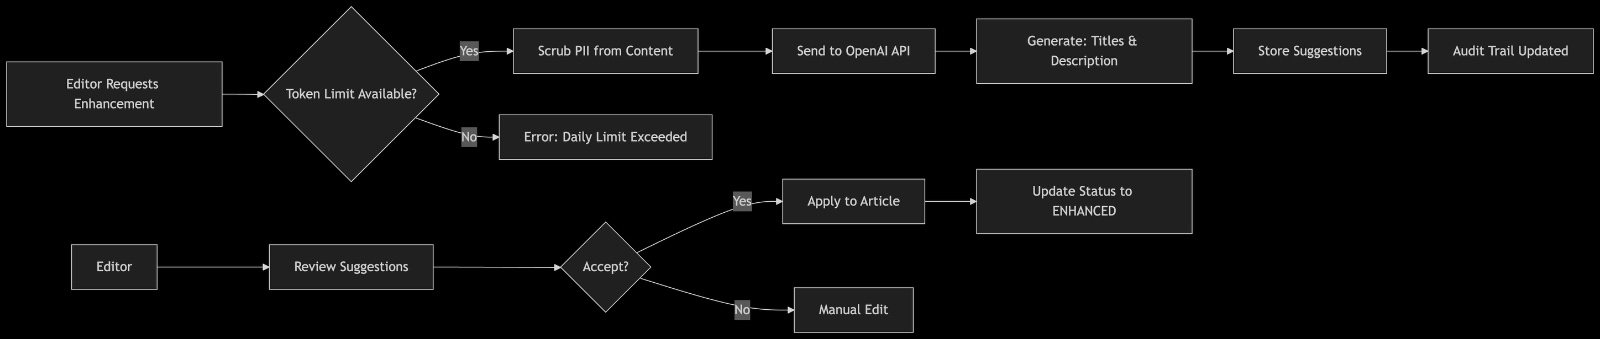 Editor Requests
Enhancement
Token Limit Available?
Yes
Scrub PII from Content
Send to OpenAI API
Generate: Titles &
Description
Store Suggestions
Audit Trail Updated
No
Error: Daily Limit Exceeded
Editor
Review Suggestions
Accept?
Yes
Apply to Article
Update Status to
ENHANCED
No
Manual Edit